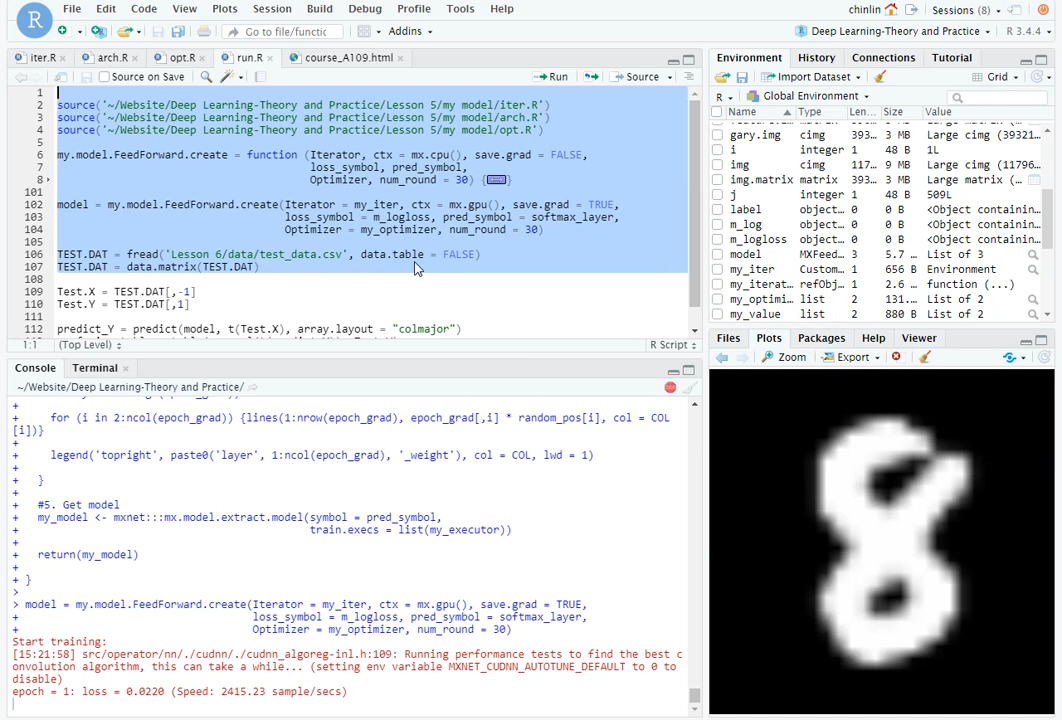 File Edit Code View Plots Session Build Debug Profile Tools Help
chinlin Sessions (8)
Go to file/functic Addins
Deep Learning-Theory and Practice R 3.4.4
iter.R arch.R opt.R run.R course_A109.html
Source on Save Run Source
1
2 source('~/Website/Deep Learning-Theory and Practice/Lesson 5/my model/iter.R')
3 source('~/Website/Deep Learning-Theory and Practice/Lesson 5/my model/arch.R')
4 source('~/Website/Deep Learning-Theory and Practice/Lesson 5/my model/opt.R')
5
6 my.model.FeedForward.create = function (Iterator, ctx = mx.cpu(), save.grad = FALSE,
7 loss_symbol, pred_symbol,
8 Optimizer, num_round = 30) {
101
102 model = my.model.FeedForward.create(Iterator = my_iter, ctx = mx.gpu(), save.grad = TRUE,
103 loss_symbol = m_logloss, pred_symbol = softmax_layer,
104 Optimizer = my_optimizer, num_round = 30)
105
106 TEST.DAT = fread('Lesson 6/data/test_data.csv', data.table = FALSE)
107 TEST.DAT = data.matrix(TEST.DAT)
108
109 Test.X = TEST.DAT[,-1]
110 Test.Y = TEST.DAT[,1]
111
112 predict_Y = predict(model, t(Test.X), array.layout = "colmajor")
1:1 (Top Level) R Script
Console Terminal
~/Website/Deep Learning-Theory and Practice/
+
+ for (i in 2:ncol(epoch_grad)) {lines(1:nrow(epoch_grad), epoch_grad[,i] * random_pos[i], col = COL
[i])}
+
+ legend('topright', paste0('layer', 1:ncol(epoch_grad), '_weight'), col = COL, lwd = 1)
+
+ }
+
+ #5. Get model
+ my_model <- mxnet:::mx.model.extract.model(symbol = pred_symbol,
+ train.execs = list(my_executor))
+
+ return(my_model)
+
+ }
>
> model = my.model.FeedForward.create(Iterator = my_iter, ctx = mx.gpu(), save.grad = TRUE,
+ loss_symbol = m_logloss, pred_symbol = softmax_layer,
+ Optimizer = my_optimizer, num_round = 30)
Start training:
[15:21:58] src/operator/nn/./cudnn/./cudnn_algoreg-inl.h:109: Running performance tests to find the best c
onvolution algorithm, this can take a while... (setting env variable MXNET_CUDNN_AUTOTUNE_DEFAULT to 0 to
disable)
epoch = 1: loss = 0.0220 (Speed: 2415.23 sample/secs)
Environment History Connections Tutorial
Import Dataset Grid
R Global Environment
Name Type Len… Size Value
gary.img cimg 393… 3 MB Large cimg (39321…
i integer 1 48 B 1L
img cimg 117… 9 MB Large cimg (11796…
img.matrix matrix 393… 3 MB Large matrix (…
j integer 1 48 B 509L
label object… 0 0 B <Object containin…
m_log object… 0 0 B <Object containin…
m_logloss object… 0 0 B <Object containin…
model MXFeed… 3 5.7 … List of 3
my_iter Custom… 1 656 B Environment
my_iterat… refObj… 1 2.6 … function (...)
my_optimi… list 2 131.… List of 2
my_value list 2 880 B List of 2
Files Plots Packages Help Viewer
Zoom Export
8